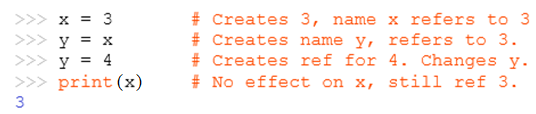 >>> x = 3        # Creates 3, name x refers to 3
>>> y = x        # Creates name y, refers to 3.
>>> y = 4        # Creates ref for 4. Changes y.
>>> print(x)     # No effect on x, still ref 3.
3